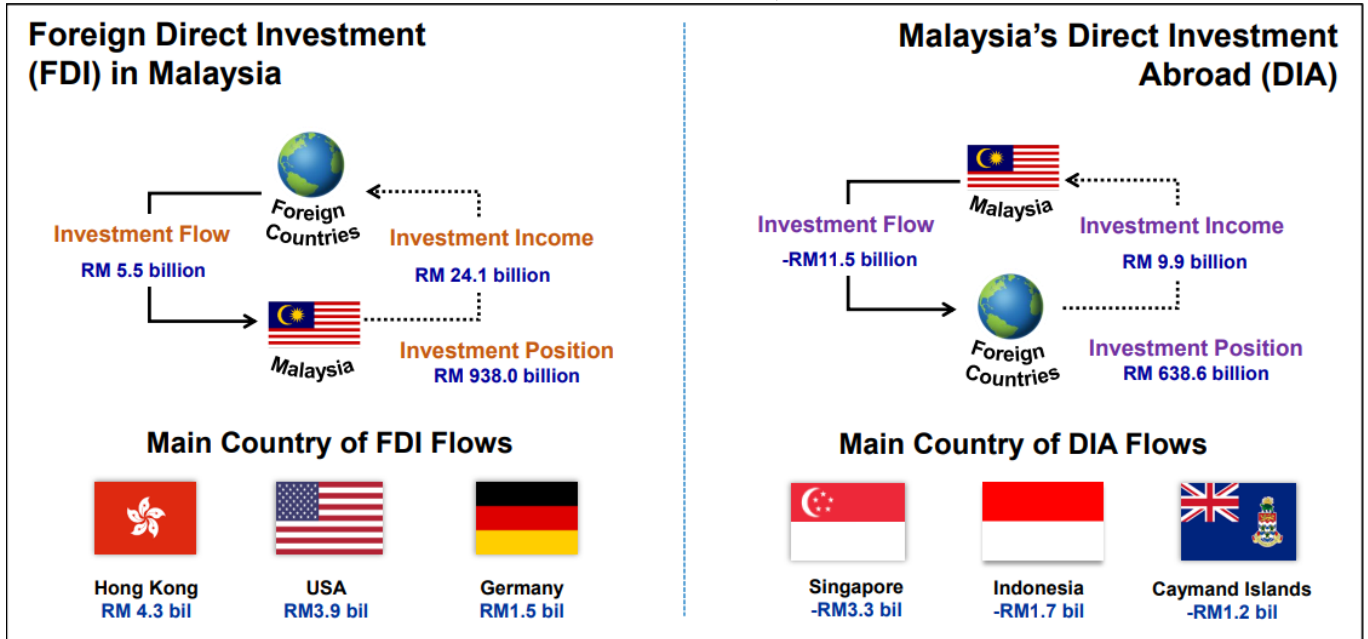 Foreign Direct Investment
(FDI) in Malaysia
Foreign
Countries
Investment Flow
RM 5.5 billion
Investment Income
RM 24.1 billion
Malaysia
Investment Position
RM 938.0 billion
Main Country of FDI Flows
Hong Kong
RM 4.3 bil
USA
RM3.9 bil
Germany
RM1.5 bil
Malaysia's Direct Investment
Abroad (DIA)
Malaysia
Investment Flow
-RM11.5 billion
Investment Income
RM 9.9 billion
Foreign
Countries
Investment Position
RM 638.6 billion
Main Country of DIA Flows
Singapore
-RM3.3 bil
Indonesia
-RM1.7 bil
Caymand Islands
-RM1.2 bil